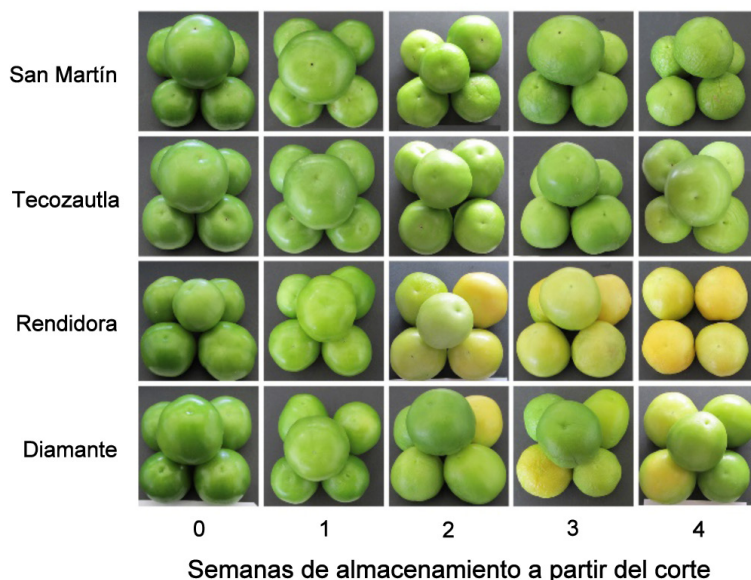 San Martín
Tecozautla
Rendidora
Diamante
0 1 2 3 4
Semanas de almacenamiento a partir del corte